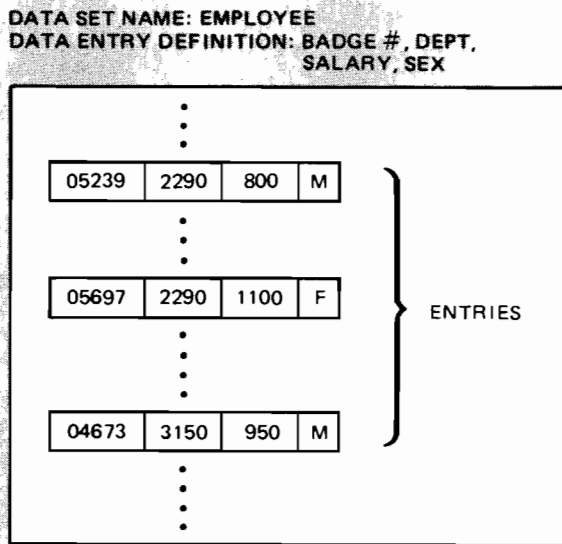 DATA SET NAME: EMPLOYEE
DATA ENTRY DEFINITION: BADGE #, DEPT,
SALARY, SEX
05239 2290 800 M
05697 2290 1100 F
ENTRIES
04673 3150 950 M